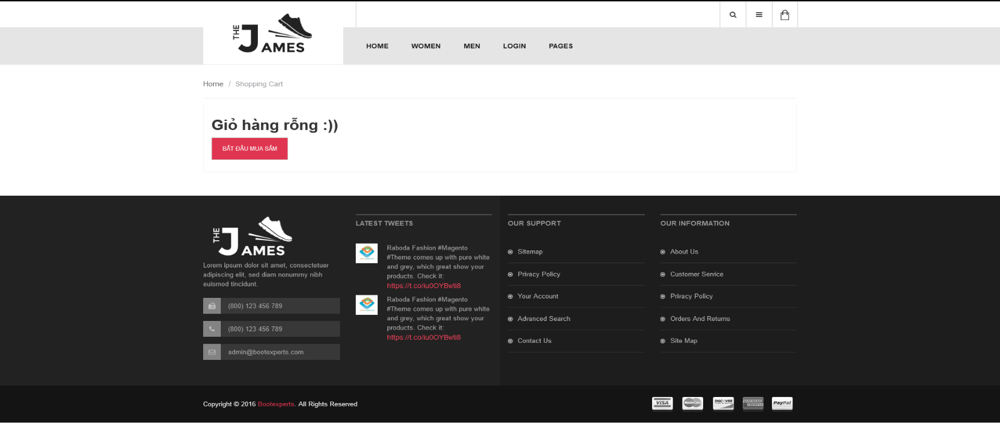 THE JAMES
HOME WOMEN MEN LOGIN PAGES
Home / Shopping Cart
Giỏ hàng rỗng :))
BẮT ĐẦU MUA SẮM
THE JAMES
Lorem ipsum dolor sit amet, consectetuer
adipiscing elit, sed diam nonummy nibh
euismod tincidunt.
(800) 123 456 789
(800) 123 456 789
admin@bootexperts.com
LATEST TWEETS
Raboda Fashion #Magento
#Theme comes up with pure white
and grey, which great show your
products. Check it:
https://t.co/iu0OYBwti8
Raboda Fashion #Magento
#Theme comes up with pure white
and grey, which great show your
products. Check it:
https://t.co/iu0OYBwti8
OUR SUPPORT
Sitemap
Privacy Policy
Your Account
Advanced Search
Contact Us
OUR INFORMATION
About Us
Customer Service
Privacy Policy
Orders And Returns
Site Map
Copyright © 2016 Bootexperts. All Rights Reserved
VISA MasterCard DISCOVER AMERICAN EXPRESS PayPal